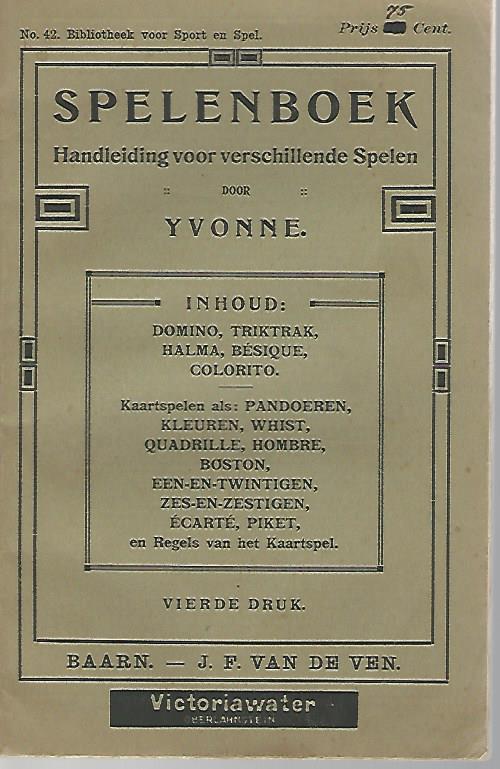 No. 42. Bibliotheek voor Sport en Spel.
75
Prijs Cent.
SPELENBOEK
Handleiding voor verschillende Spelen
:: DOOR ::
YVONNE.
INHOUD:
DOMINO, TRIKTRAK,
HALMA, BÉSIQUE,
COLORITO.
Kaartspelen als: PANDOEREN,
KLEUREN, WHIST,
QUADRILLE, HOMBRE,
BOSTON,
EEN-EN-TWINTIGEN,
ZES-EN-ZESTIGEN,
ÉCARTÉ, PIKET,
en Regels van het Kaartspel.
VIERDE DRUK.
BAARN. — J. F. VAN DE VEN.
Victoriawater
OBERLAHNSTEIN